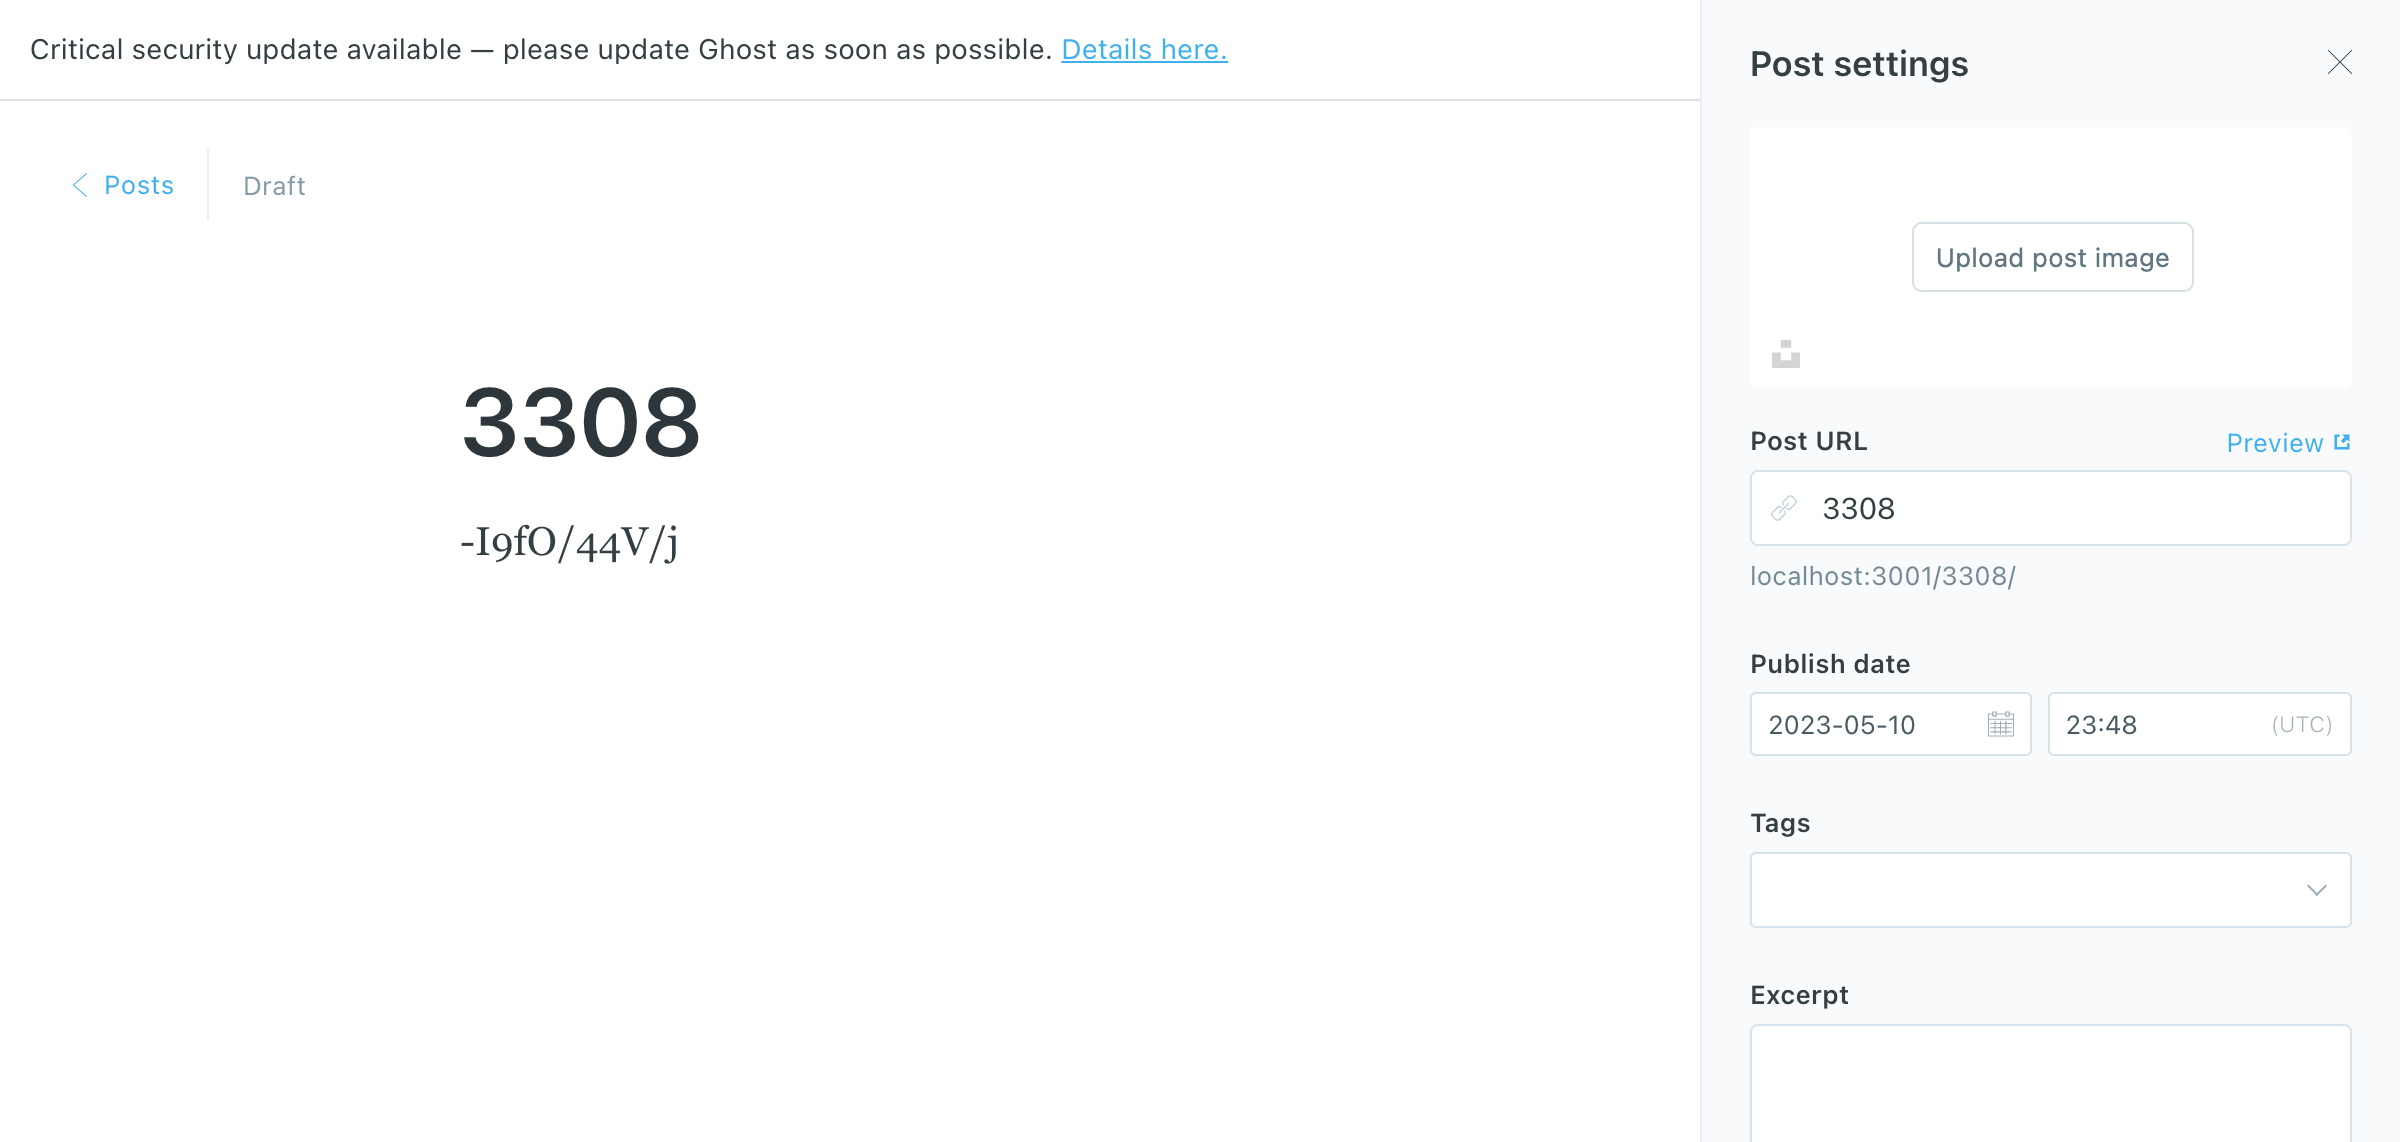 Critical security update available — please update Ghost as soon as possible. Details here.
Posts
Draft
3308
-I9fO/44V/j
Post settings
Upload post image
Post URL
Preview
3308
localhost:3001/3308/
Publish date
2023-05-10
23:48
(UTC)
Tags
Excerpt